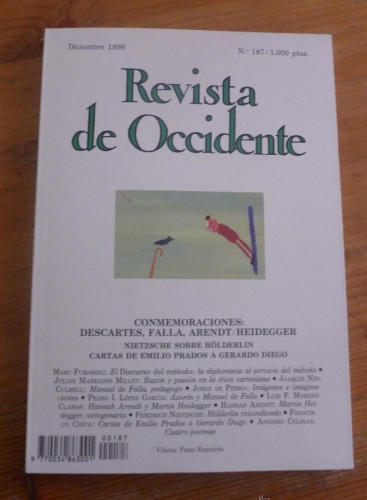 Diciembre 1996
N.º 187/1.000 ptas.
Revista
de Occidente
CONMEMORACIONES:
DESCARTES, FALLA, ARENDT/HEIDEGGER
NIETZSCHE SOBRE HÖLDERLIN
CARTAS DE EMILIO PRADOS A GERARDO DIEGO
MARC FUMAROLI: El Discurso del método: la diplomacia al servicio del método •
JULIÁN MARRADES MILLET: Razón y pasión en la ética cartesiana • JOAQUÍN NIN-
CULMELL: Manuel de Falla, pedagogo • JORGE DE PERSIA: Imágenes e imagina-
ciones • PEDRO I. LÓPEZ GARCÍA: Azorín y Manuel de Falla • LUIS F. MORENO
CLAROS: Hannah Arendt y Martin Heidegger • HANNAH ARENDT: Martin Hei-
degger, octogenario • FRIEDRICH NIETZSCHE: Hölderlin reivindicado • FRANCIS-
CO CHICA: Cartas de Emilio Prados a Gerardo Diego • ANTONIO COLINAS:
Cuatro poemas
00187
9 770034 863001
Viñeta: Patxi Requieta